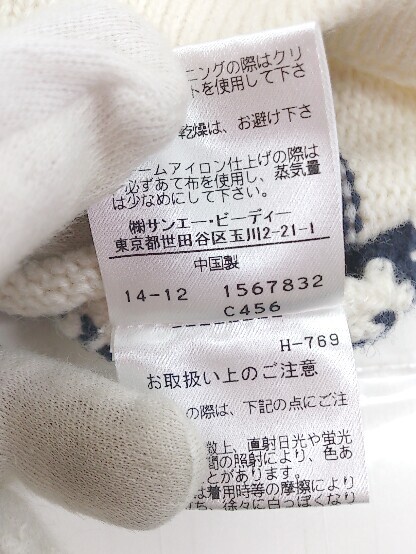 ニングの際はクリ
トを使用して下さ
乾燥は、お避け下さ
ームアイロン仕上げの際は
必ずあて布を使用し、蒸気量
は少なめにして下さい。
㈱サンエー・ビーディー
東京都世田谷区玉川2-21-1
中国製
14-12 1567832
C456
H-769
お取扱い上のご注意
の際は、下記の点にご注
上、直射日光や蛍光
の照射により、色あ
とがあります。
は着用時等の摩擦により
、徐々に白っぽくなり